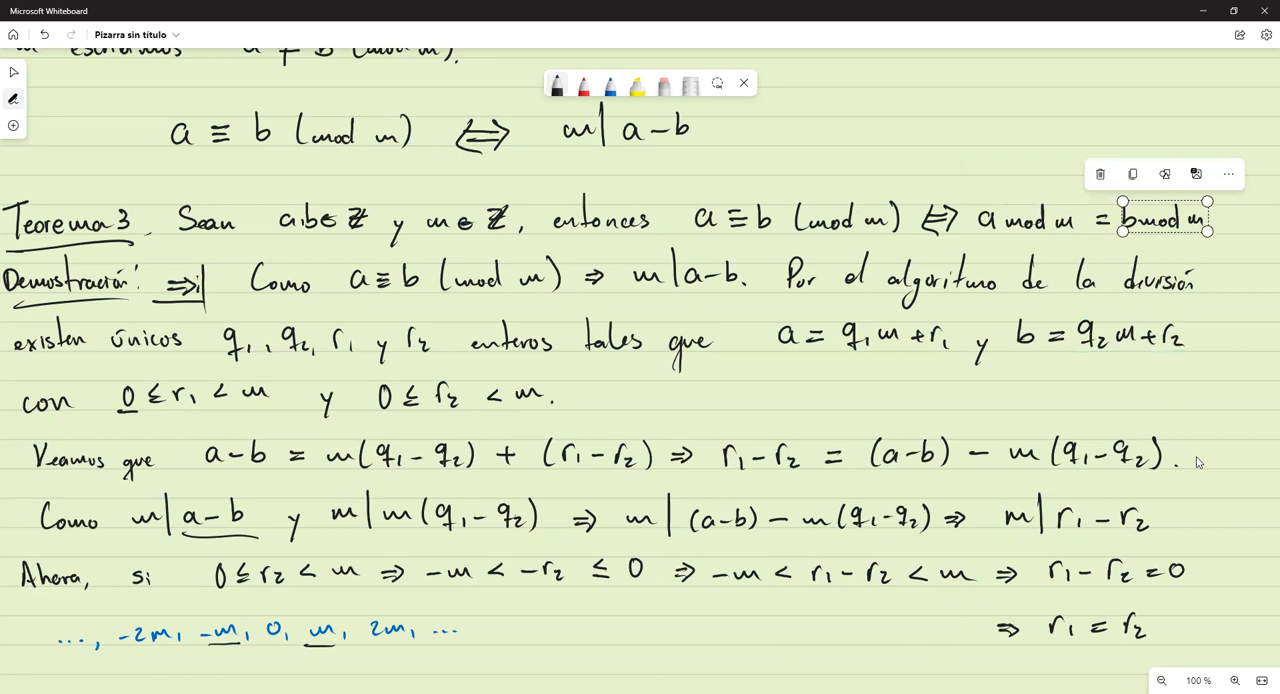 Microsoft Whiteboard
Pizarra sin título
a ≢ b (mod m).
a ≡ b (mod m) ⟺ m | a-b
Teorema 3. Sean a,b∈ℤ y m∈ℤ, entonces a ≡ b (mod m) ⟺ a mod m = b mod m
Demostración: ⟹| Como a ≡ b (mod m) ⇒ m | a-b. Por el algoritmo de la división
existen únicos q₁, q₂, r₁ y r₂ enteros tales que a = q₁m + r₁ y b = q₂m + r₂
con 0 ≤ r₁ < m y 0 ≤ r₂ < m.
Veamos que a-b = m(q₁-q₂) + (r₁-r₂) ⇒ r₁-r₂ = (a-b) - m(q₁-q₂).
Como m | a-b y m | m(q₁-q₂) ⇒ m | (a-b) - m(q₁-q₂) ⇒ m | r₁-r₂
Ahora, si 0 ≤ r₂ < m ⇒ -m < -r₂ ≤ 0 ⇒ -m < r₁-r₂ < m ⇒ r₁-r₂ = 0
..., -2m, -m, 0, m, 2m, ... ⇒ r₁ = r₂
100 %